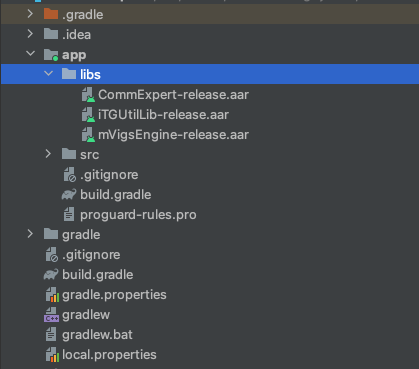 .gradle
.idea
app
libs
CommExpert-release.aar
iTGUtilLib-release.aar
mVigsEngine-release.aar
src
.gitignore
build.gradle
proguard-rules.pro
gradle
.gitignore
build.gradle
gradle.properties
gradlew
gradlew.bat
local.properties